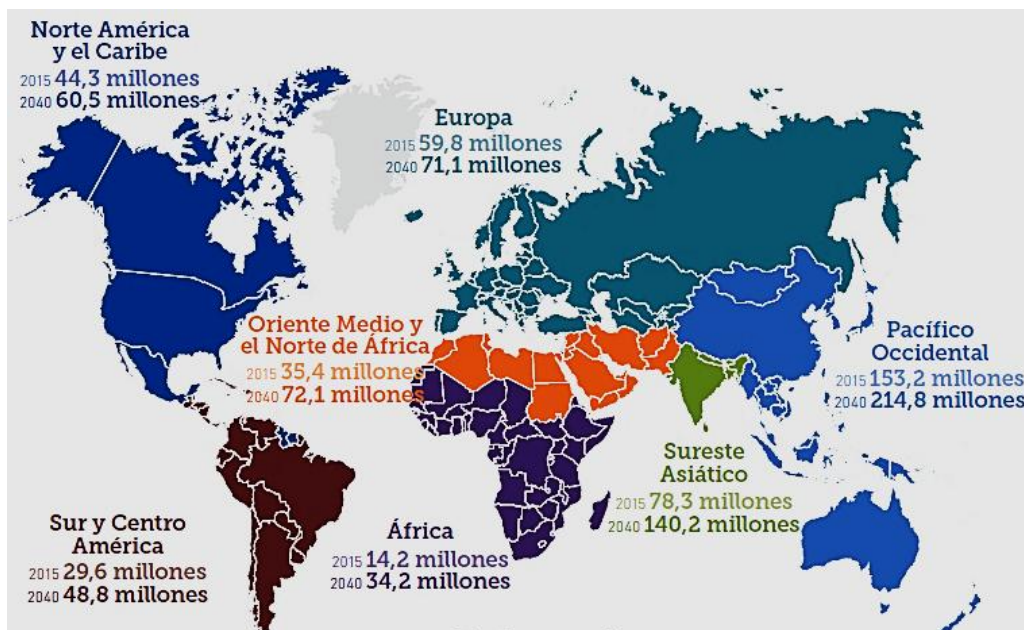 Norte América
y el Caribe
2015 44,3 millones
2040 60,5 millones
Europa
2015 59,8 millones
2040 71,1 millones
Oriente Medio y
el Norte de África
2015 35,4 millones
2040 72,1 millones
Pacífico
Occidental
2015 153,2 millones
2040 214,8 millones
Sureste
Asiático
2015 78,3 millones
2040 140,2 millones
Sur y Centro
América
2015 29,6 millones
2040 48,8 millones
África
2015 14,2 millones
2040 34,2 millones